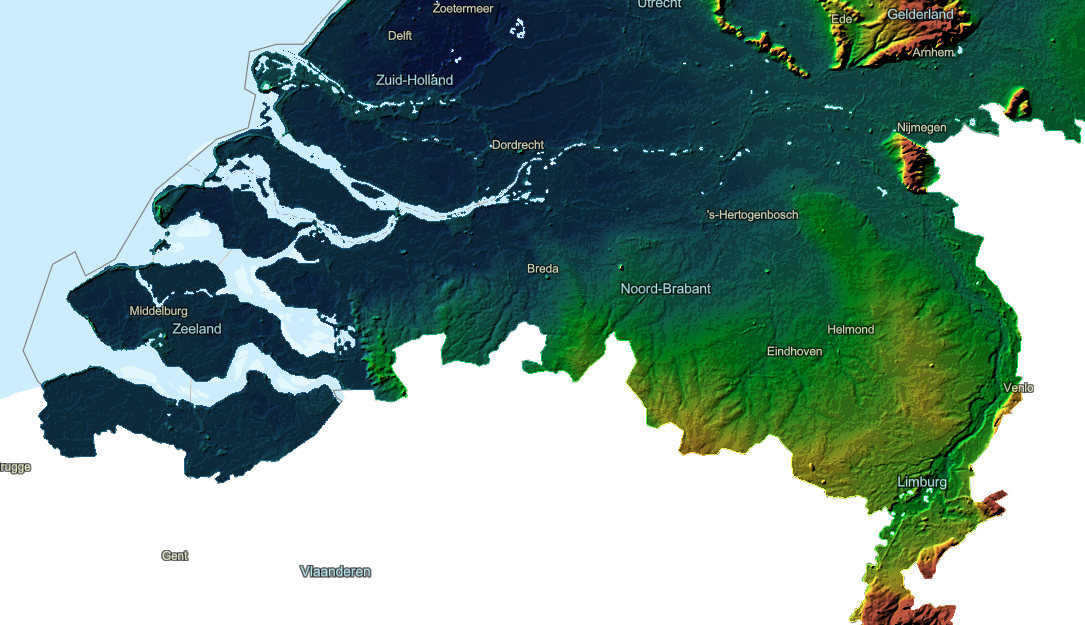 Zoetermeer
Utrecht
Ede
Gelderland
Delft
Arnhem
Zuid-Holland
Nijmegen
Dordrecht
's-Hertogenbosch
Breda
Noord-Brabant
Middelburg
Zeeland
Helmond
Eindhoven
Venlo
rugge
Limburg
Gent
Vlaanderen